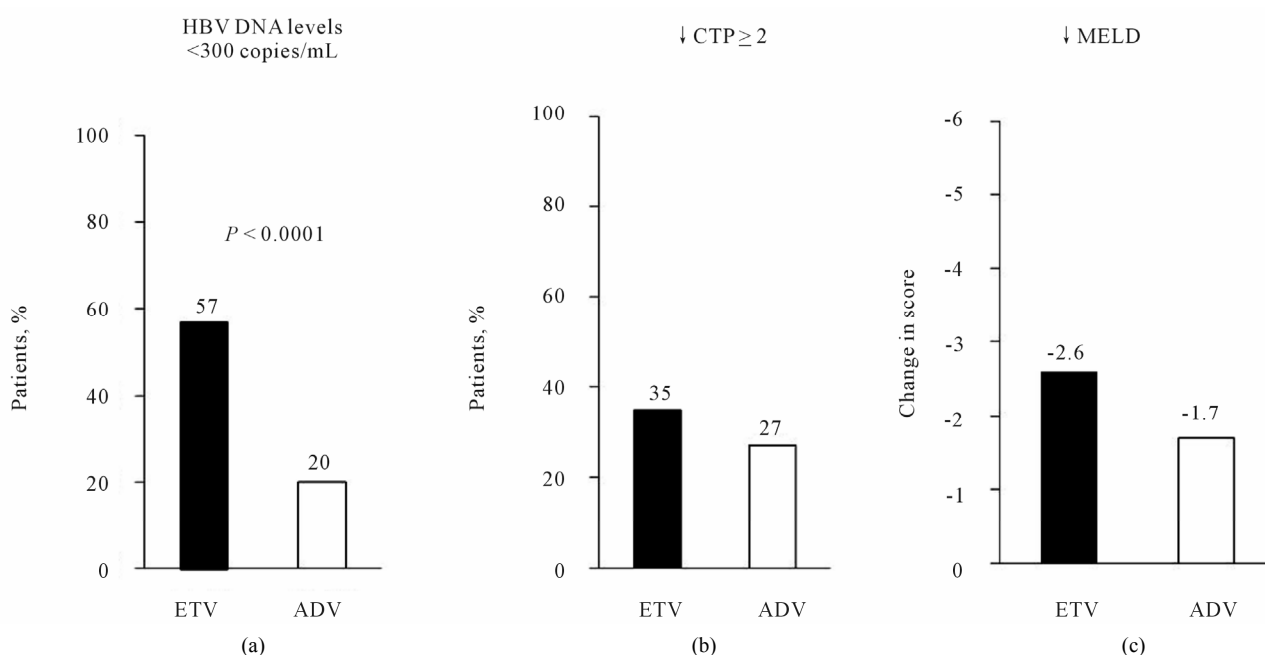 HBV DNA levels
<300 copies/mL
Patients, %
100
80
60
40
20
0
P < 0.0001
57
20
ETV
ADV
(a)
↓ CTP ≥ 2
Patients, %
100
80
60
40
20
0
35
27
ETV
ADV
(b)
↓ MELD
Change in score
-6
-5
-4
-3
-2
-1
0
-2.6
-1.7
ETV
ADV
(c)